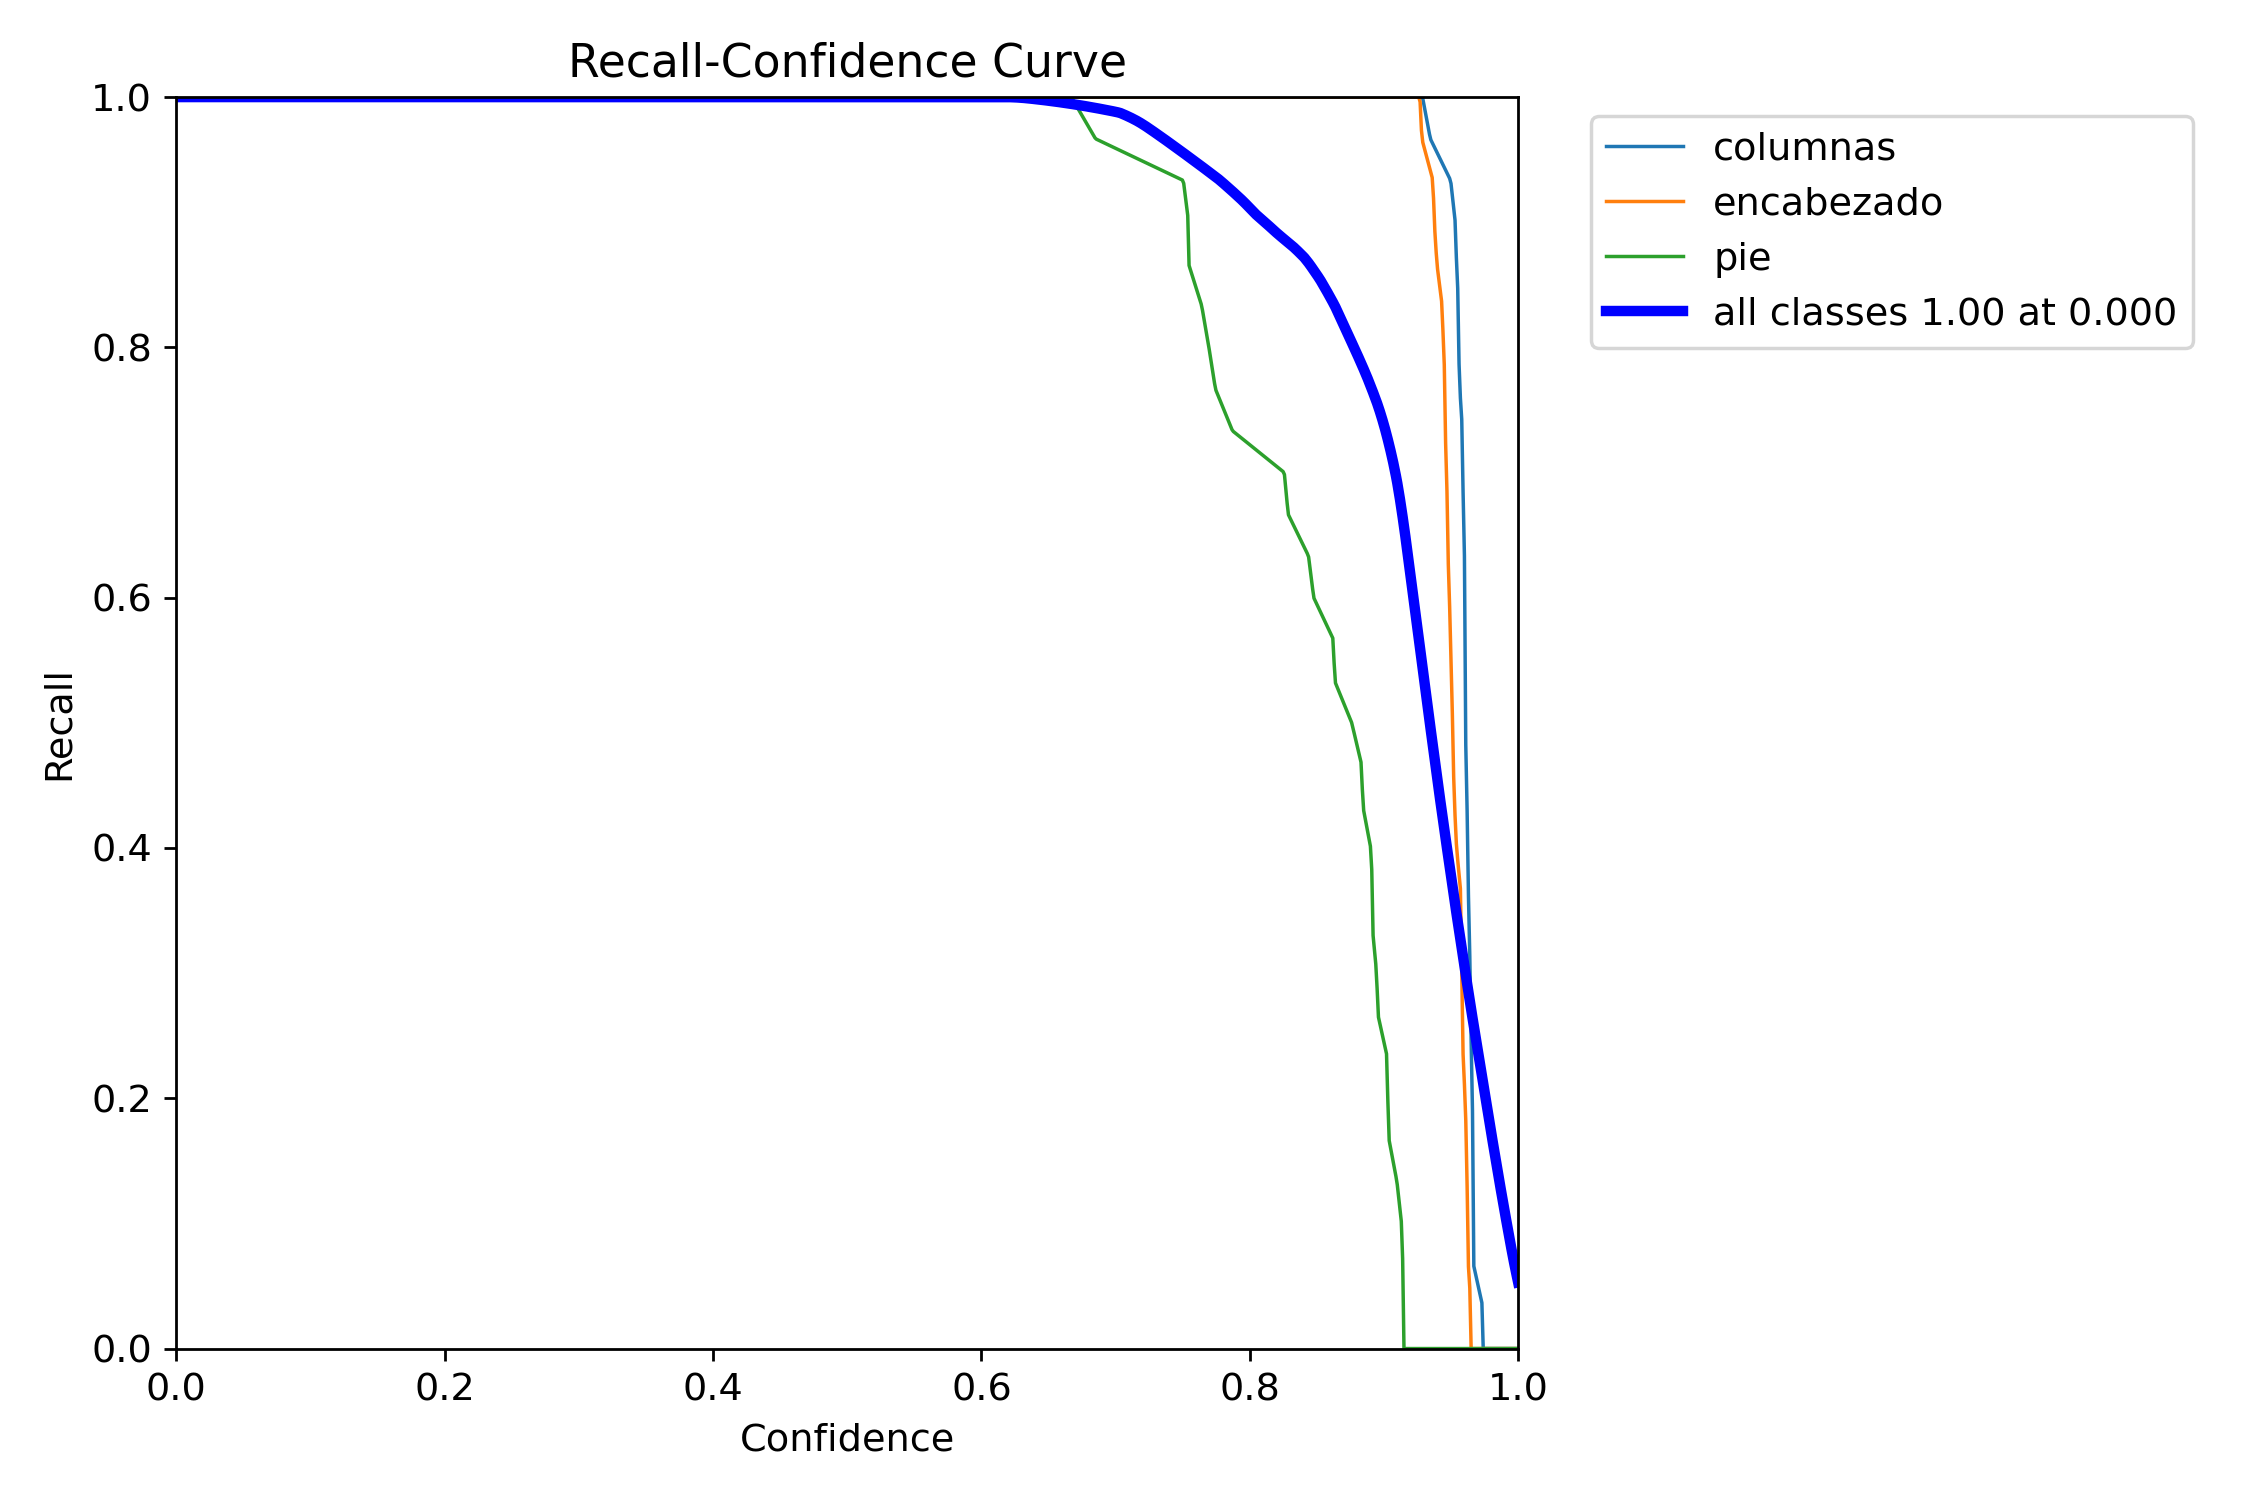 Recall-Confidence Curve
1.0
0.8
0.6
0.4
0.2
0.0
Recall
0.0 0.2 0.4 0.6 0.8 1.0
Confidence
columnas
encabezado
pie
all classes 1.00 at 0.000